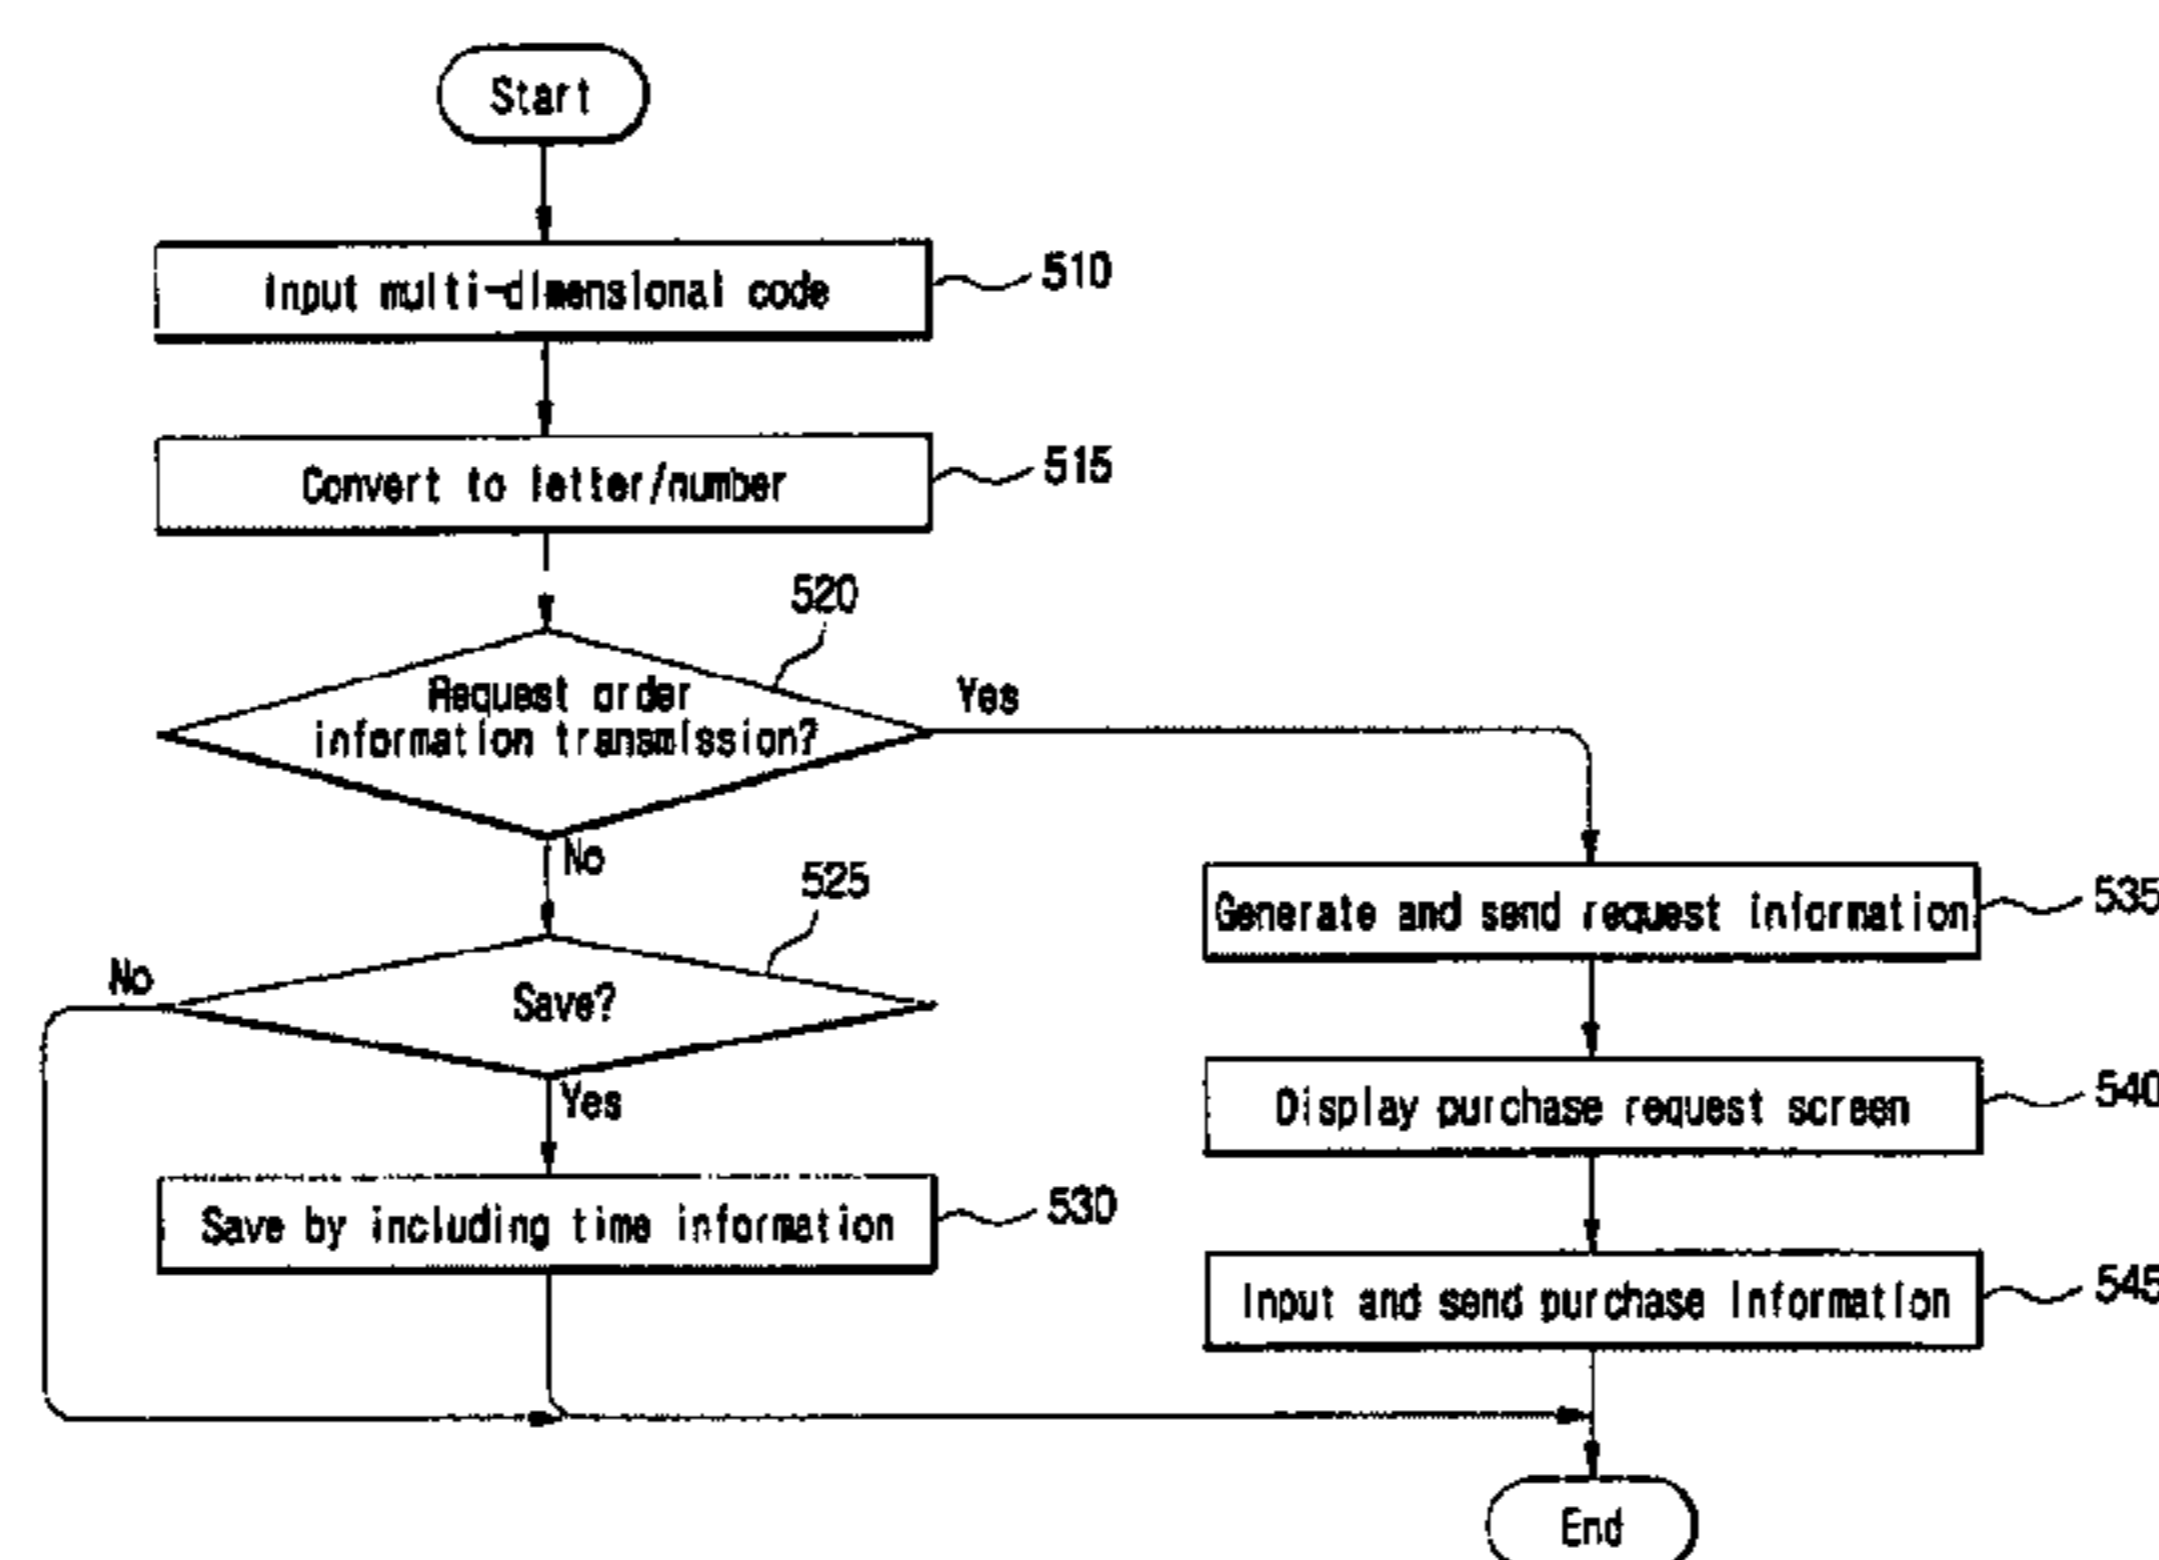 Start
Input multi-dimensional code
510
Convert to letter/number
515
520
Request order
information transmission?
Yes
No
525
No
Save?
Yes
Save by including time information
530
Generate and send request information
535
Display purchase request screen
540
Input and send purchase information
545
End